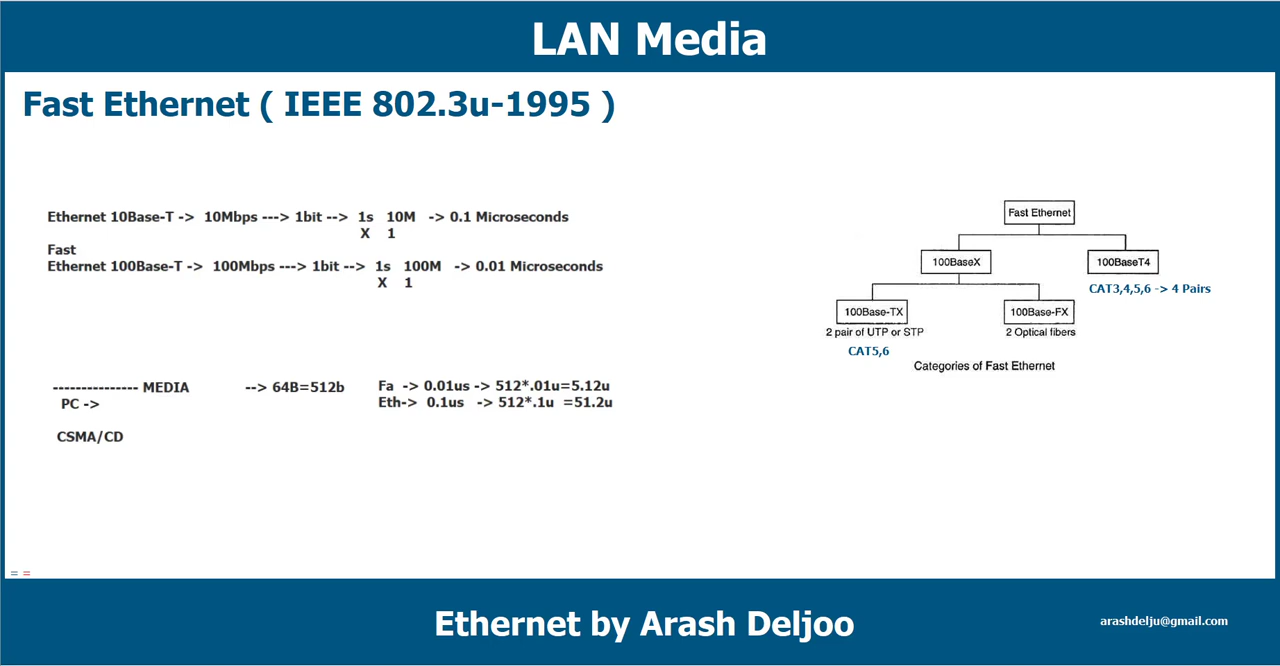 LAN Media
Fast Ethernet ( IEEE 802.3u-1995 )
Ethernet 10Base-T -> 10Mbps ---> 1bit --> 1s 10M -> 0.1 Microseconds
X 1
Fast
Ethernet 100Base-T -> 100Mbps ---> 1bit --> 1s 100M -> 0.01 Microseconds
X 1
--------------- MEDIA --> 64B=512b Fa -> 0.01us -> 512*.01u=5.12u
PC -> Eth-> 0.1us -> 512*.1u =51.2u
CSMA/CD
Fast Ethernet
100BaseX 100BaseT4
CAT3,4,5,6 -> 4 Pairs
100Base-TX 100Base-FX
2 pair of UTP or STP 2 Optical fibers
CAT5,6
Categories of Fast Ethernet
= =
Ethernet by Arash Deljoo
arashdelju@gmail.com